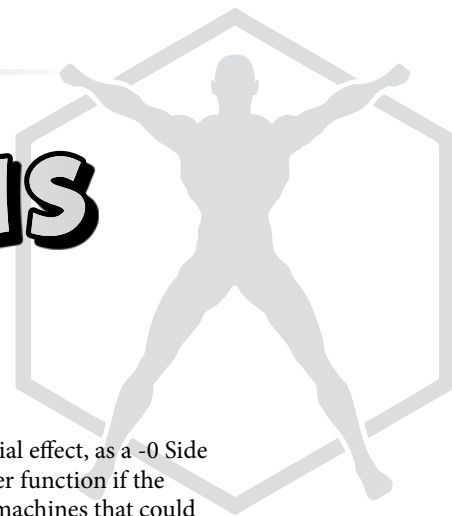 S
ial effect, as a -0 Side
er function if the
machines that could